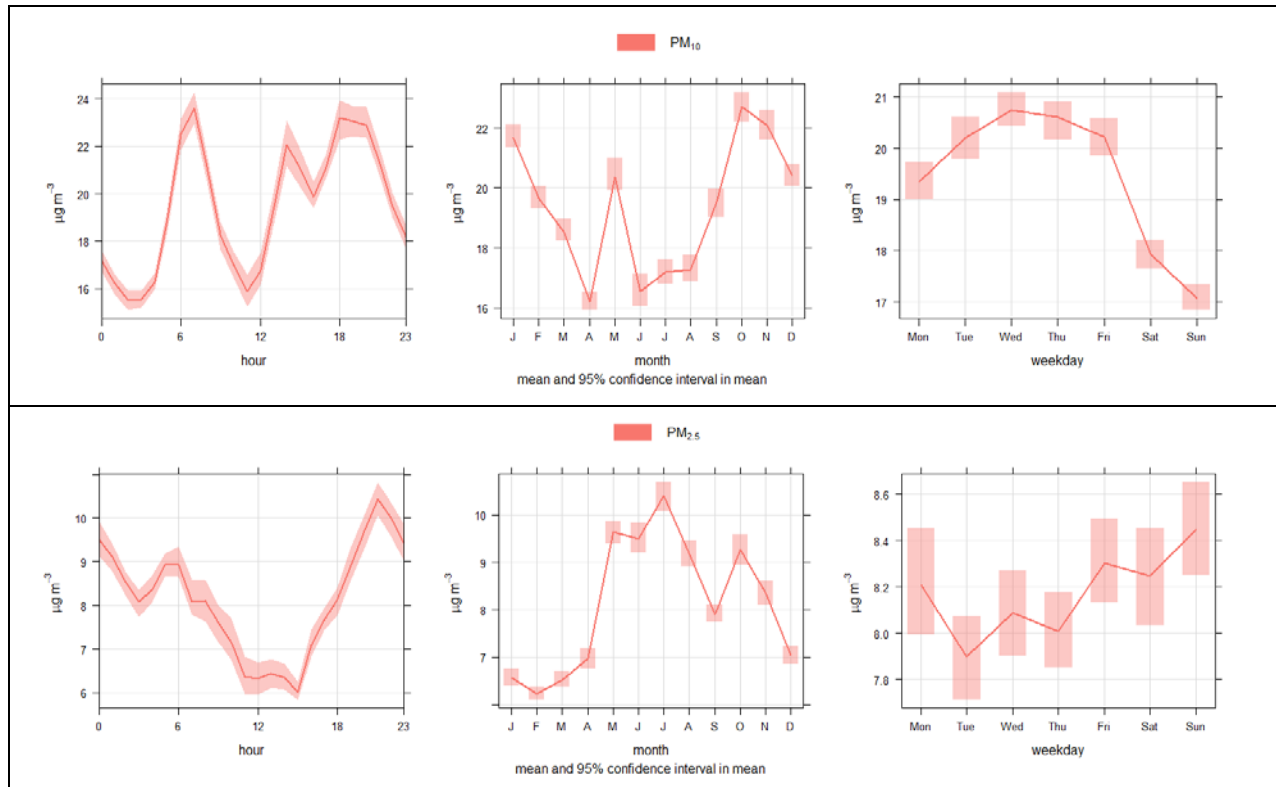 PM₁₀
μg m⁻³
24
22
20
18
16
0 6 12 18 23
hour
μg m⁻³
22
20
18
16
J F M A M J J A S O N D
month
mean and 95% confidence interval in mean
μg m⁻³
21
20
19
18
17
Mon Tue Wed Thu Fri Sat Sun
weekday
PM₂.₅
μg m⁻³
10
9
8
7
6
0 6 12 18 23
hour
μg m⁻³
10
9
8
7
J F M A M J J A S O N D
month
mean and 95% confidence interval in mean
μg m⁻³
8.6
8.4
8.2
8.0
7.8
Mon Tue Wed Thu Fri Sat Sun
weekday